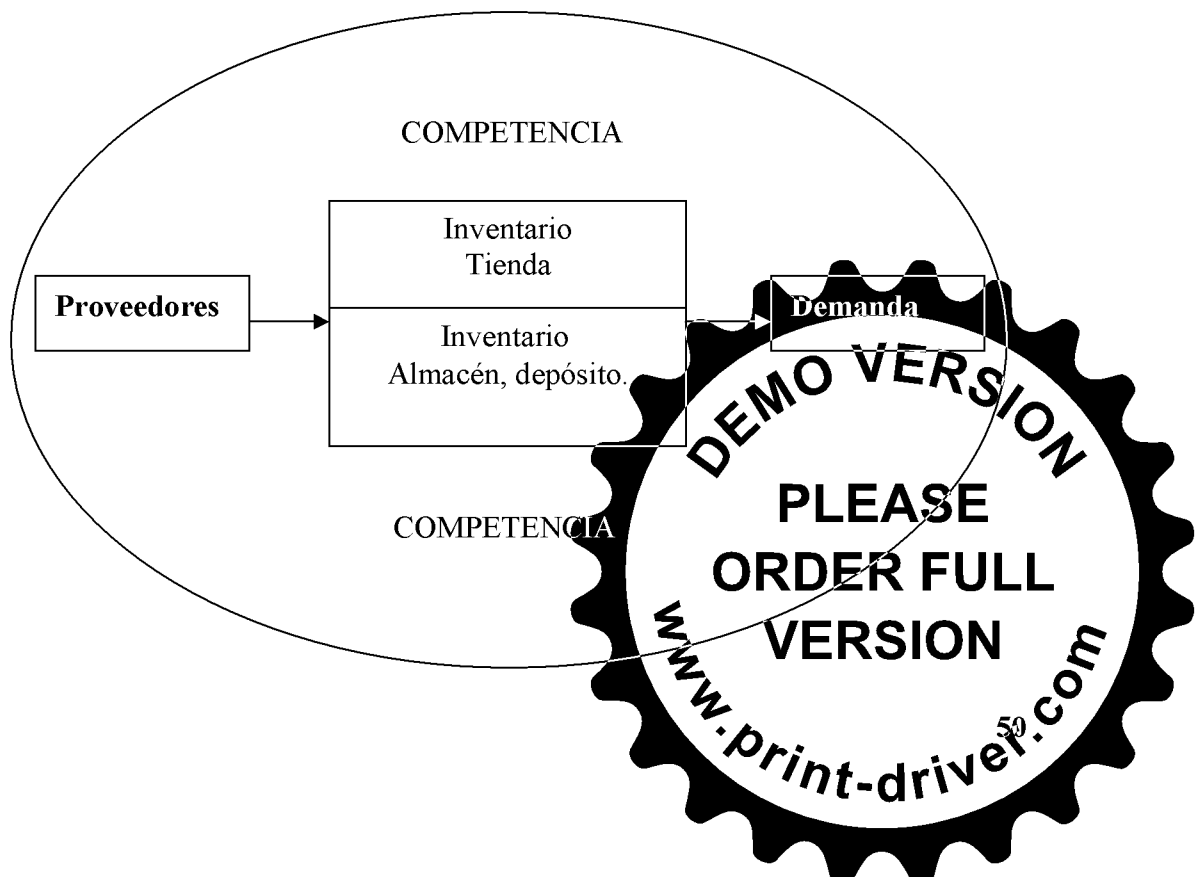 COMPETENCIA
Inventario
Tienda
Proveedores
Demanda
Inventario
Almacén, depósito.
COMPETENCIA
DEMO VERSION
PLEASE
ORDER FULL
VERSION
www.print-driver.com
50